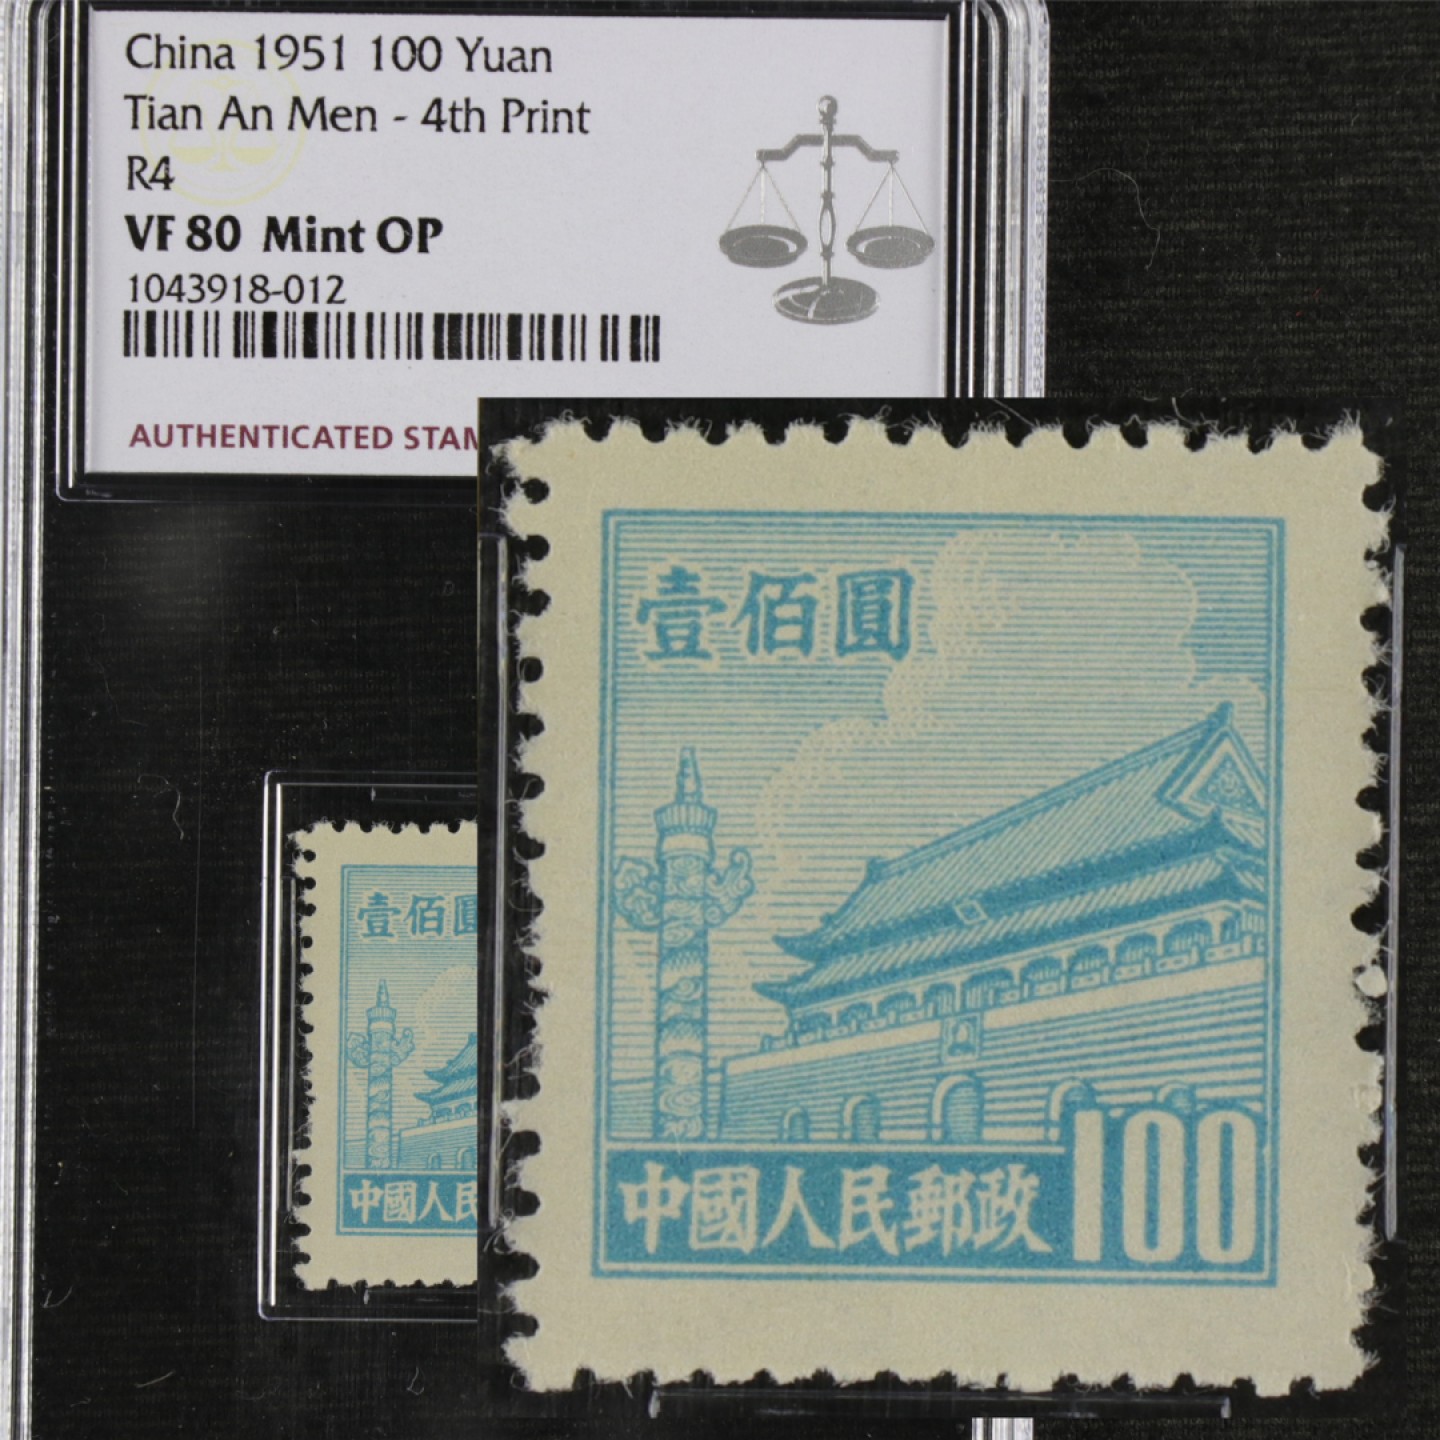 China 1951 100 Yuan
Tian An Men - 4th Print
R4
VF 80 Mint OP
1043918-012
AUTHENTICATED STAM
壹佰圓
中國人民郵政 100
壹佰圓
中國人民